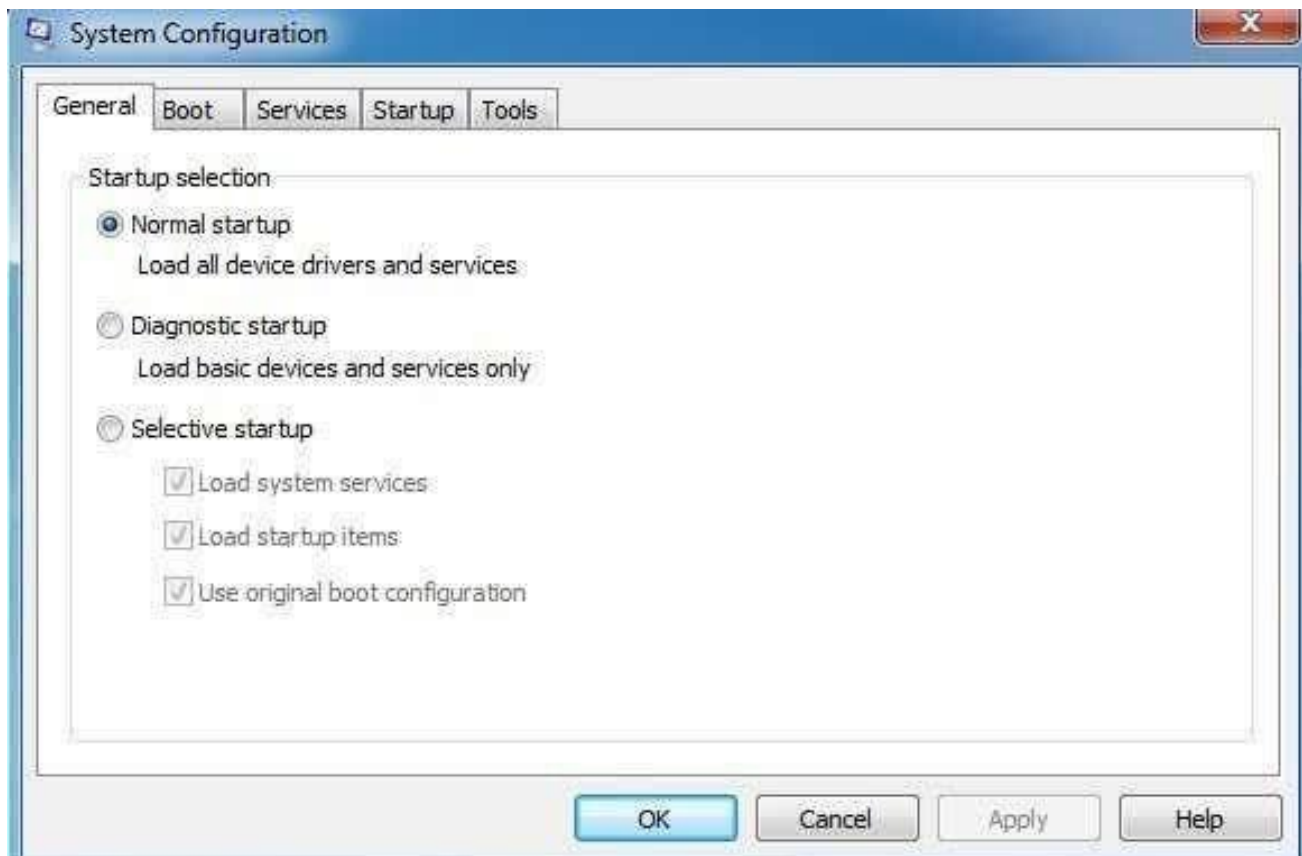 System Configuration
General Boot Services Startup Tools
Startup selection
Normal startup
Load all device drivers and services
Diagnostic startup
Load basic devices and services only
Selective startup
Load system services
Load startup items
Use original boot configuration
OK Cancel Apply Help